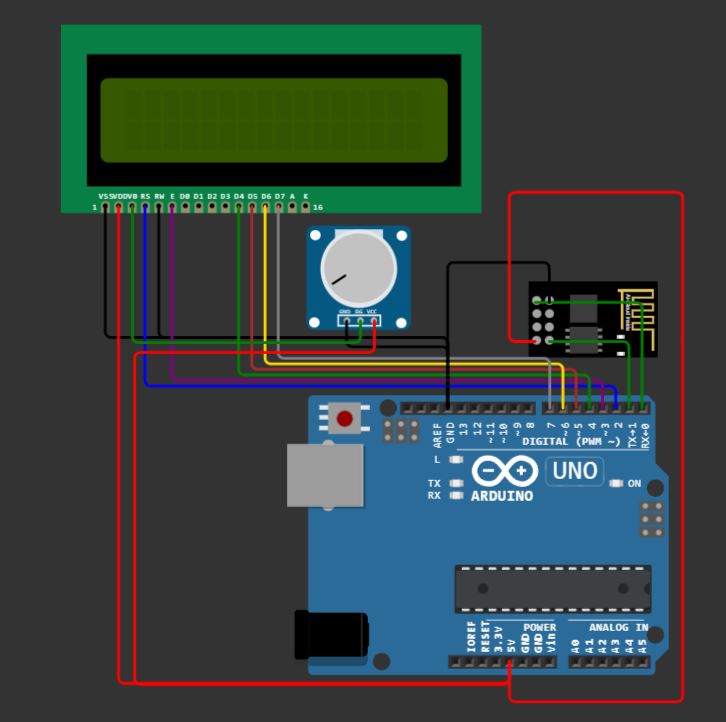 VSS VDD V0 RS RW E D0 D1 D2 D3 D4 D5 D6 D7 A K
1 16
GND SIG VCC
AREF GND 13 12 ~11 ~10 ~9 8 7 ~6 ~5 4 ~3 2 TX→1 RX←0
DIGITAL (PWM ~)
L
TX
RX
UNO
ON
ARDUINO
POWER
ANALOG IN
IOREF RESET 3.3V 5V GND GND Vin A0 A1 A2 A3 A4 A5